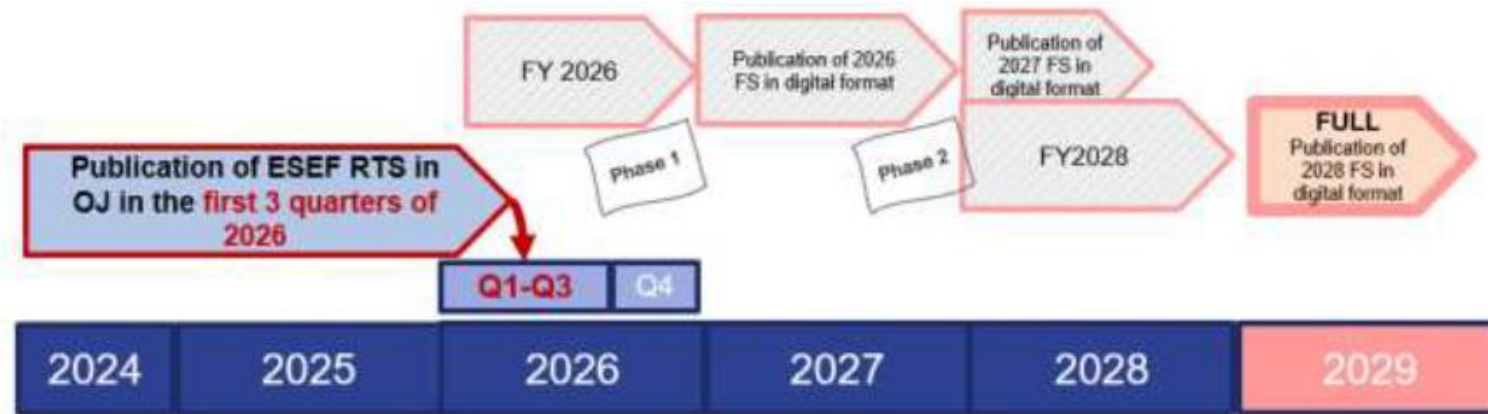 FY 2026
Publication of 2026
FS in digital format
Publication of
2027 FS in
digital format
Phase 1
Phase 2
FY2028
FULL
Publication of
2028 FS in
digital format
Publication of ESEF RTS in
OJ in the first 3 quarters of
2026
Q1-Q3
Q4
2024
2025
2026
2027
2028
2029